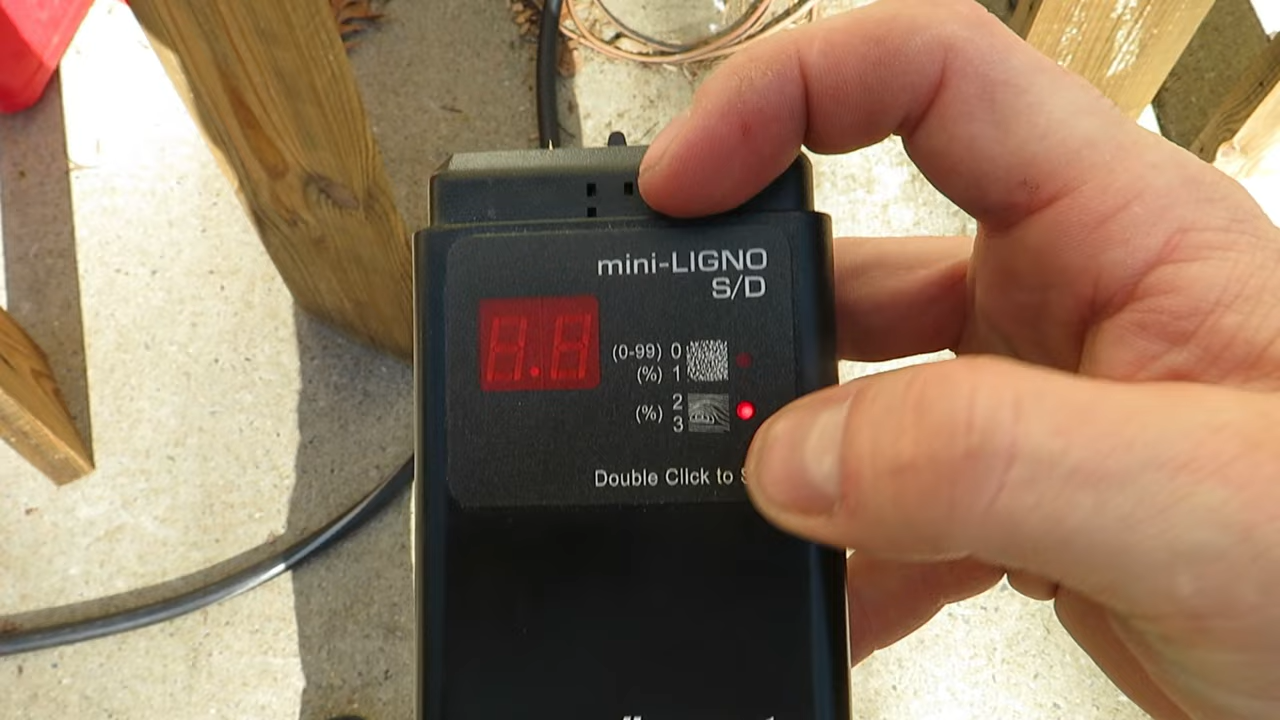 mini-LIGNO
S/D
(0-99) 0
(%) 1
(%) 2
3
Double Click to